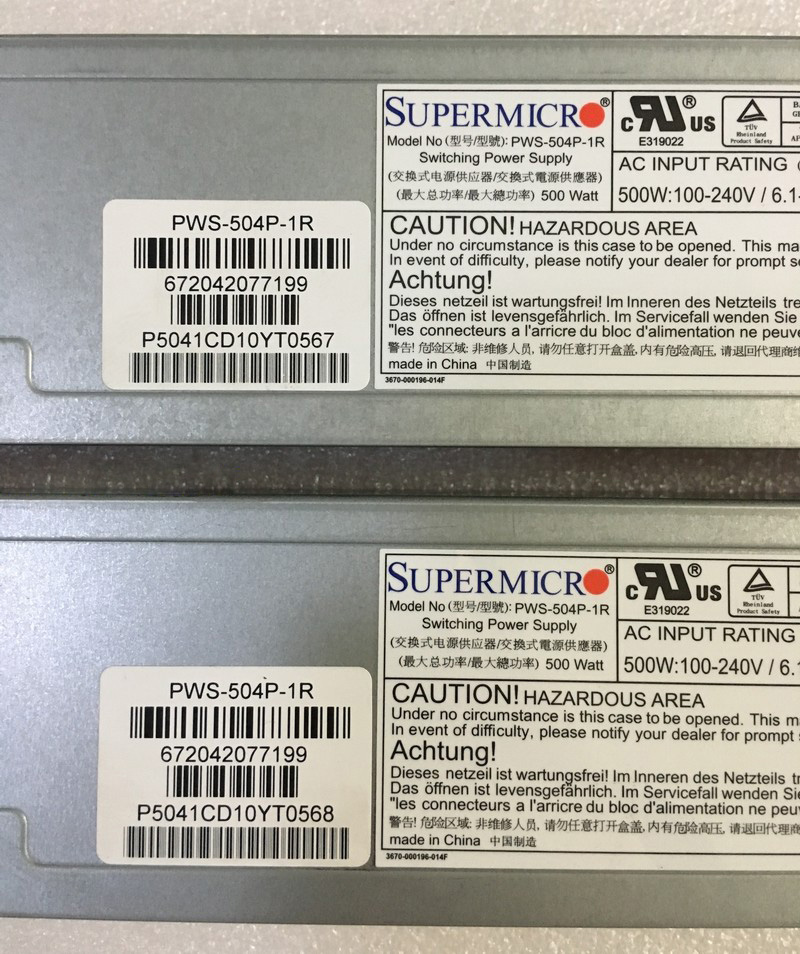 PWS-504P-1R
672042077199
P5041CD10YT0567
SUPERMICRO®
Model No (型号/型號): PWS-504P-1R
Switching Power Supply
(交换式电源供应器/交換式電源供應器)
(最大总功率/最大總功率) 500 Watt
c RU ® US
E319022
TÜV
Rheinland
Product Safety
AC INPUT RATING
500W:100-240V / 6.1-
CAUTION! HAZARDOUS AREA
Under no circumstance is this case to be opened. This ma
In event of difficulty, please notify your dealer for prompt s
Achtung!
Dieses netzeil ist wartungsfrei! Im Inneren des Netzteils tre
Das öffnen ist levensgefährlich. Im Servicefall wenden Sie
"les connecteurs a l'arricre du bloc d'alimentation ne peuve
警告! 危险区域: 非维修人员, 请勿任意打开盒盖, 内有危险高压, 请退回代理商维
made in China 中国制造
3670-000196-014F
PWS-504P-1R
672042077199
P5041CD10YT0568
SUPERMICRO®
Model No (型号/型號): PWS-504P-1R
Switching Power Supply
(交换式电源供应器/交換式電源供應器)
(最大总功率/最大總功率) 500 Watt
c RU ® US
E319022
TÜV
Rheinland
Product Safety
AC INPUT RATING
500W:100-240V / 6.1
CAUTION! HAZARDOUS AREA
Under no circumstance is this case to be opened. This m
In event of difficulty, please notify your dealer for prompt
Achtung!
Dieses netzeil ist wartungsfrei! Im Inneren des Netzteils tr
Das öffnen ist levensgefährlich. Im Servicefall wenden Sie
"les connecteurs a l'arricre du bloc d'alimentation ne peuv
警告! 危险区域: 非维修人员, 请勿任意打开盒盖, 内有危险高压, 请退回代理商
made in China 中国制造
3670-000196-014F